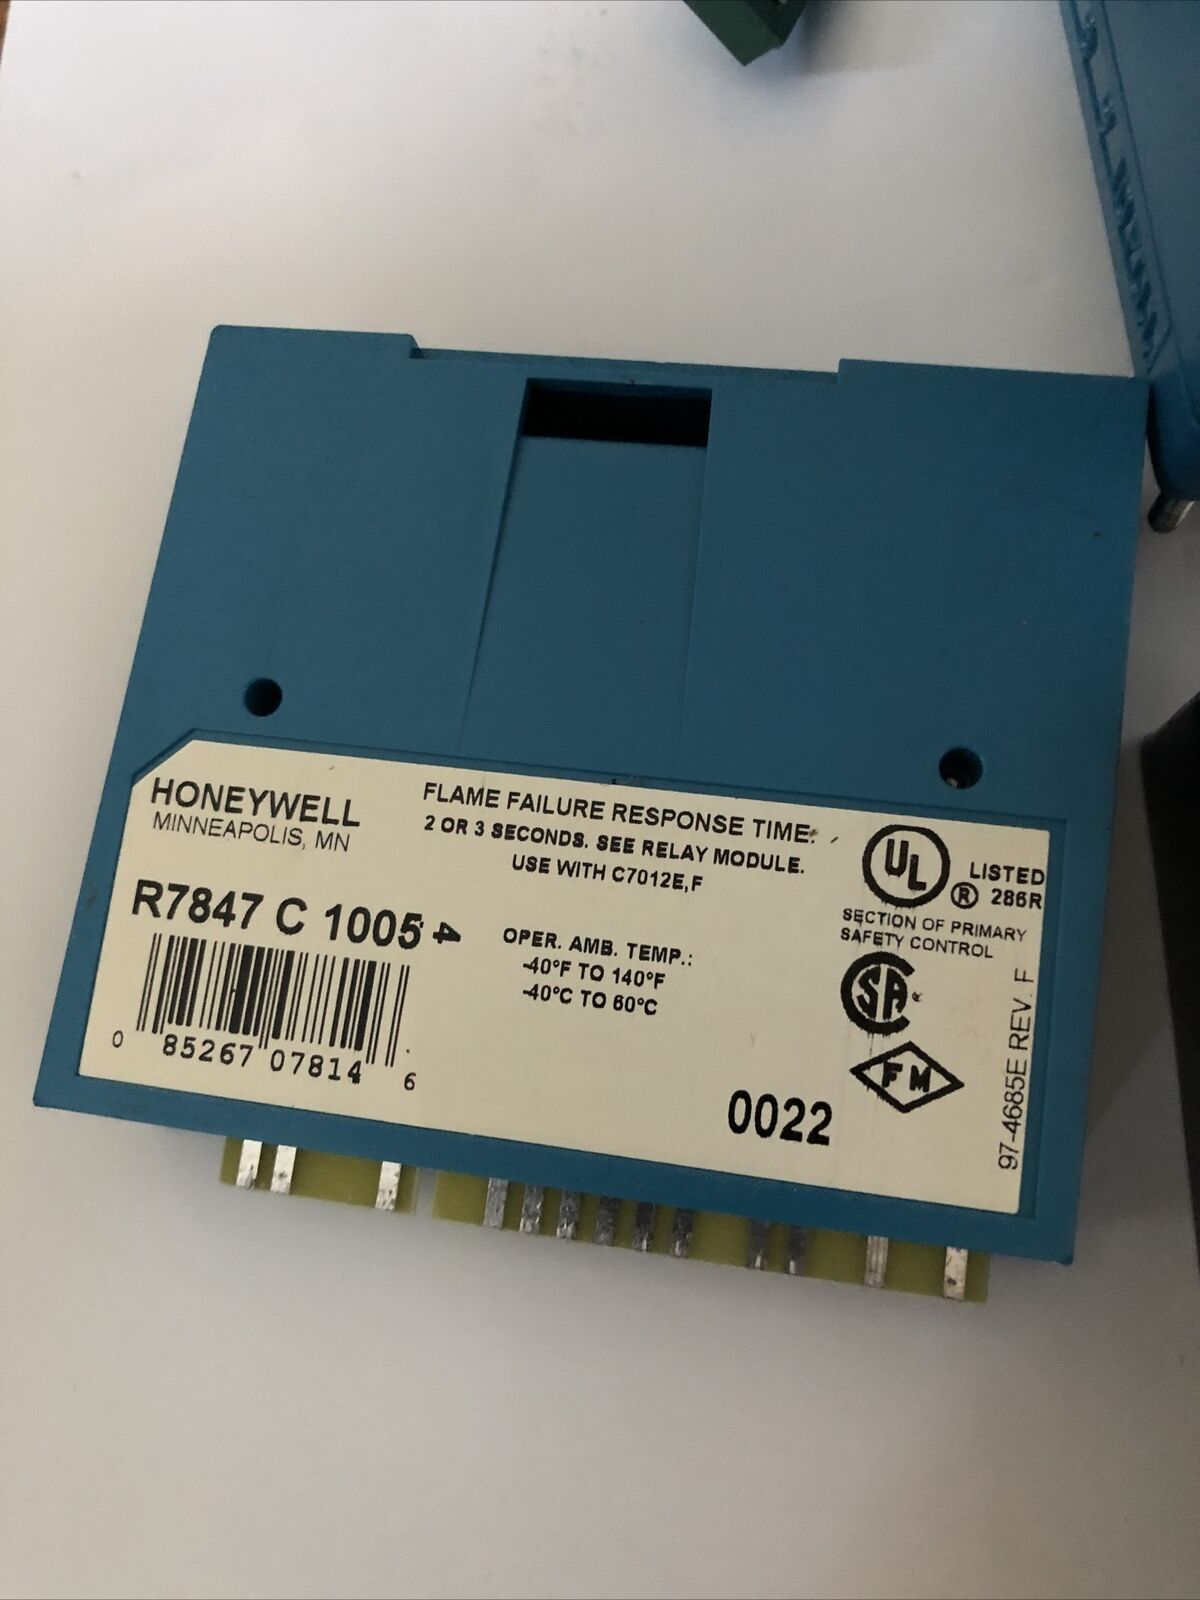 HONEYWELL
MINNEAPOLIS, MN
R7847 C 1005 4
0 85267 07814 6
FLAME FAILURE RESPONSE TIME:
2 OR 3 SECONDS. SEE RELAY MODULE.
USE WITH C7012E,F
OPER. AMB. TEMP.:
-40°F TO 140°F
-40°C TO 60°C
0022
UL
®
LISTED
286R
SECTION OF PRIMARY
SAFETY CONTROL
SA
FM
97-4685E REV. F